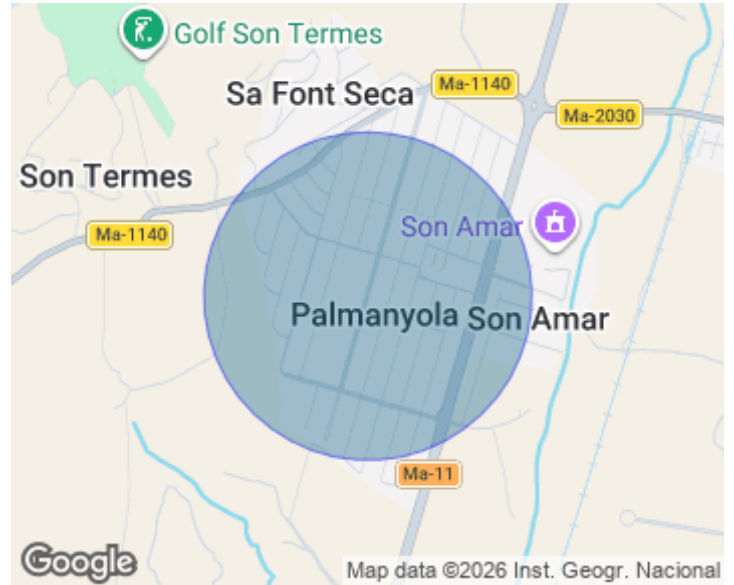 Golf Son Termes
Sa Font Seca
Ma-1140
Ma-2030
Son Termes
Son Amar
Ma-1140
Palmanyola
Son Amar
Ma-11
Google
Map data ©2026 Inst. Geogr. Nacional